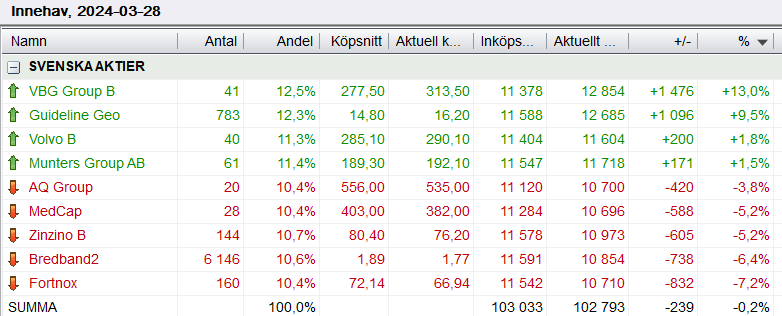 Innehav, 2024-03-28
Namn Antal Andel Köpsnitt Aktuell k... Inköps... Aktuellt ... +/- %
SVENSKA AKTIER
VBG Group B 41 12,5% 277,50 313,50 11 378 12 854 +1 476 +13,0%
Guideline Geo 783 12,3% 14,80 16,20 11 588 12 685 +1 096 +9,5%
Volvo B 40 11,3% 285,10 290,10 11 404 11 604 +200 +1,8%
Munters Group AB 61 11,4% 189,30 192,10 11 547 11 718 +171 +1,5%
AQ Group 20 10,4% 556,00 535,00 11 120 10 700 -420 -3,8%
MedCap 28 10,4% 403,00 382,00 11 284 10 696 -588 -5,2%
Zinzino B 144 10,7% 80,40 76,20 11 578 10 973 -605 -5,2%
Bredband2 6 146 10,6% 1,89 1,77 11 591 10 854 -738 -6,4%
Fortnox 160 10,4% 72,14 66,94 11 542 10 710 -832 -7,2%
SUMMA 100,0% 103 033 102 793 -239 -0,2%